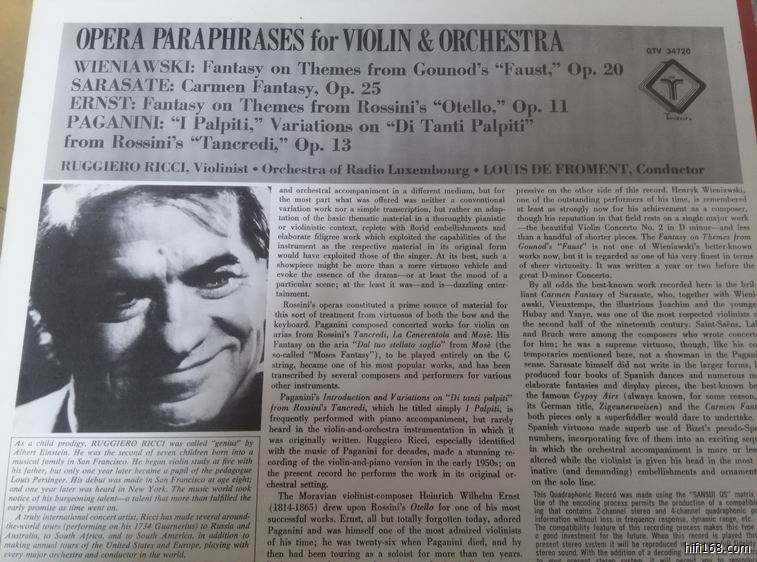 OPERA PARAPHRASES for VIOLIN & ORCHESTRA
QTV 34720
WIENIAWSKI: Fantasy on Themes from Gounod's "Faust," Op. 20
SARASATE: Carmen Fantasy, Op. 25
ERNST: Fantasy on Themes from Rossini's "Otello," Op. 11
PAGANINI: "I Palpiti," Variations on "Di Tanti Palpiti"
from Rossini's "Tancredi," Op. 13
RUGGIERO RICCI, Violinist • Orchestra of Radio Luxembourg • LOUIS DE FROMENT, Conductor
As a child prodigy, RUGGIERO RICCI was called "genius" by
Albert Einstein. He was the second of seven children born into a
musical family in San Francisco. He began violin study at five with
his father, but only one year later became a pupil of the pedagogue
Louis Persinger. His debut was made in San Francisco at age eight;
and one year later was heard in New York. The music world took
notice of his burgeoning talent—a talent that more than fulfilled the
early promise as time went on.
A truly international concert artist, Ricci has made several around-
the-world tours (performing on his 1734 Guarnerius) to Russia and
Australia, to South Africa, and to South America, in addition to
making annual tours of the United States and Europe, playing with
every major orchestra and conductor in the world.
and orchestral accompaniment in a different medium, but for
the most part what was offered was neither a conventional
variation work nor a simple transcription, but rather an adap-
tation of the basic thematic material in a thoroughly pianistic
or violinistic context, replete with florid embellishments and
elaborate filigree work which exploited the capabilities of the
instrument as the respective material in its original form
would have exploited those of the singer. At its best, such a
showpiece might be more than a mere virtuoso vehicle and
evoke the essence of the drama—or at least the mood of a
particular scene; at the least it was—and is—dazzling enter-
tainment.
Rossini's operas constituted a prime source of material for
this sort of treatment from virtuosos of both the bow and the
keyboard. Paganini composed concerted works for violin on
arias from Rossini's Tancredi, La Cenerentola and Mosè. His
Fantasy on the aria "Dal tuo stellato soglio" from Mosè (the
so-called "Moses Fantasy"), to be played entirely on the G
string, became one of his most popular works, and has been
transcribed by several composers and performers for various
other instruments.
Paganini's Introduction and Variations on "Di tanti palpiti"
from Rossini's Tancredi, which he titled simply I Palpiti, is
frequently performed with piano accompaniment, but rarely
heard in the violin-and-orchestra instrumentation in which it
was originally written. Ruggiero Ricci, especially identified
with the music of Paganini for decades, made a stunning re-
cording of the violin-and-piano version in the early 1950s; on
the present record he performs the work in its original or-
chestral setting.
The Moravian violinist-composer Heinrich Wilhelm Ernst
(1814-1865) drew upon Rossini's Otello for one of his most
successful works. Ernst, all but totally forgotten today, adored
Paganini and was himself one of the most admired violinists
of his time; he was twenty-six when Paganini died, and by
then had been touring as a soloist for more than ten years.
pressive on the other side of this record. Henryk Wieniawski,
one of the outstanding performers of his time, is remembered
at least as strongly now for his achievement as a composer,
though his reputation in that field rests on a single major work
—the beautiful Violin Concerto No. 2 in D minor—and less
than a handful of shorter pieces. The Fantasy on Themes from
Gounod's "Faust" is not one of Wieniawski's better-known
works now, but it is regarded as one of his very finest in terms
of sheer virtuosity. It was written a year or two before the
great D-minor Concerto.
By all odds the best-known work recorded here is the bril-
liant Carmen Fantasy of Sarasate, who, together with Wieni-
awski, Vieuxtemps, the illustrious Joachim and the younger
Hubay and Ysaye, was one of the most respected violinists of
the second half of the nineteenth century. Saint-Saëns, Lal
and Bruch were among the composers who wrote concert
for him; he was a supreme virtuoso, though, like his co
temporaries mentioned here, not a showman in the Pagani
sense. Sarasate himself did not write in the larger forms, b
produced four books of Spanish dances and numerous m
elaborate fantasies and display pieces, the best-known be
the famous Gypsy Airs (always known, for some reason,
its German title, Zigeunerweisen) and the Carmen Fant
both pieces only a superfiddler would dare to undertake.
Spanish virtuoso made superb use of Bizet's pseudo-Spa
numbers, incorporating five of them into an exciting sequ
in which the orchestral accompaniment is more or less
altered while the violinist is given his head in the most
inative (and demanding) embellishments and ornament
on the solo line.
This Quadraphonic Record was made using the "SANSUI QS" matrix
Use of the encoding process permits the production of a compatibl
ing that contains 2-channel stereo and 4-channel quadraphonic pr
information without loss in frequency response, dynamic range, etc.
The compatibility feature of this recording process makes this type
a good investment for the future. When this record is played thr
present stereo system it will be reproduced
stereo sound. With the addition of a decoding
hifi168.com